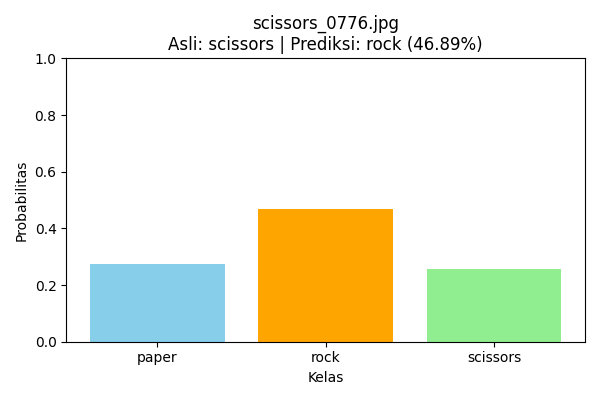 scissors_0776.jpg
Asli: scissors | Prediksi: rock (46.89%)
1.0
0.8
0.6
0.4
0.2
0.0
Probabilitas
paper rock scissors
Kelas